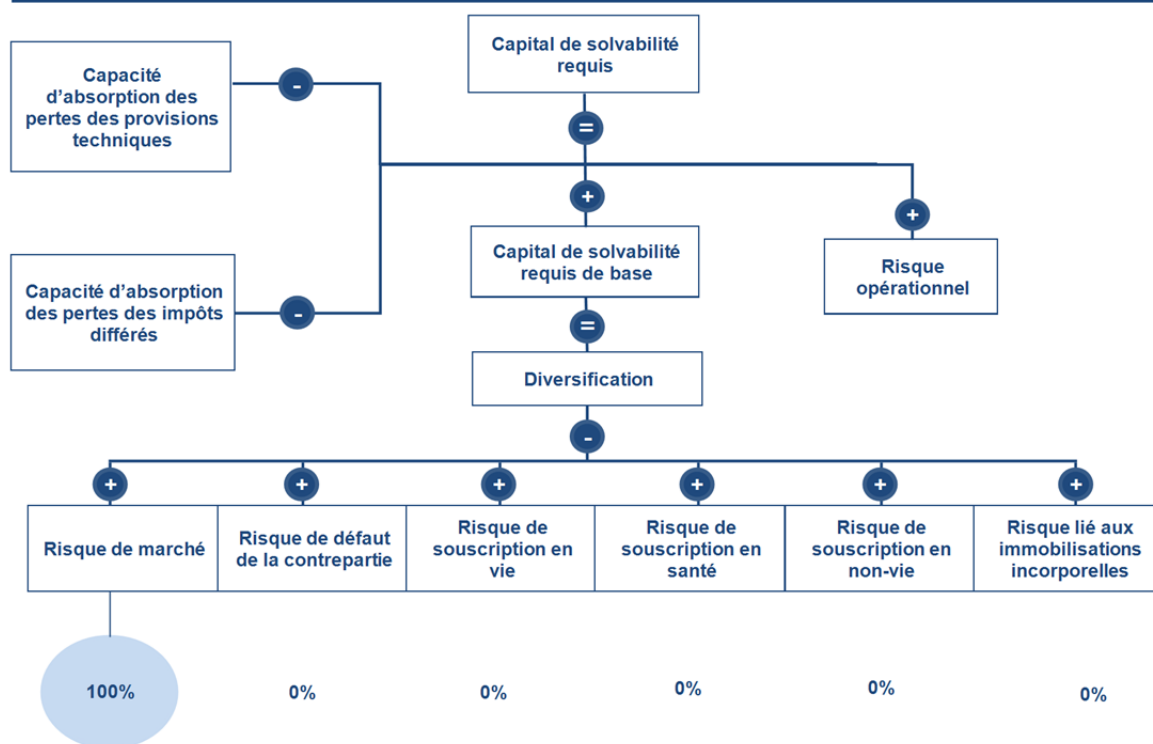 Capital de solvabilité
requis
Capacité
d'absorption des
pertes des provisions
techniques
-
=
+
+
Capital de solvabilité
requis de base
Risque
opérationnel
Capacité d'absorption
des pertes des impôts
différés
-
=
Diversification
-
+
+
+
+
+
+
Risque de marché
Risque de défaut
de la contrepartie
Risque de
souscription en
vie
Risque de
souscription en
santé
Risque de
souscription en
non-vie
Risque lié aux
immobilisations
incorporelles
100%
0%
0%
0%
0%
0%